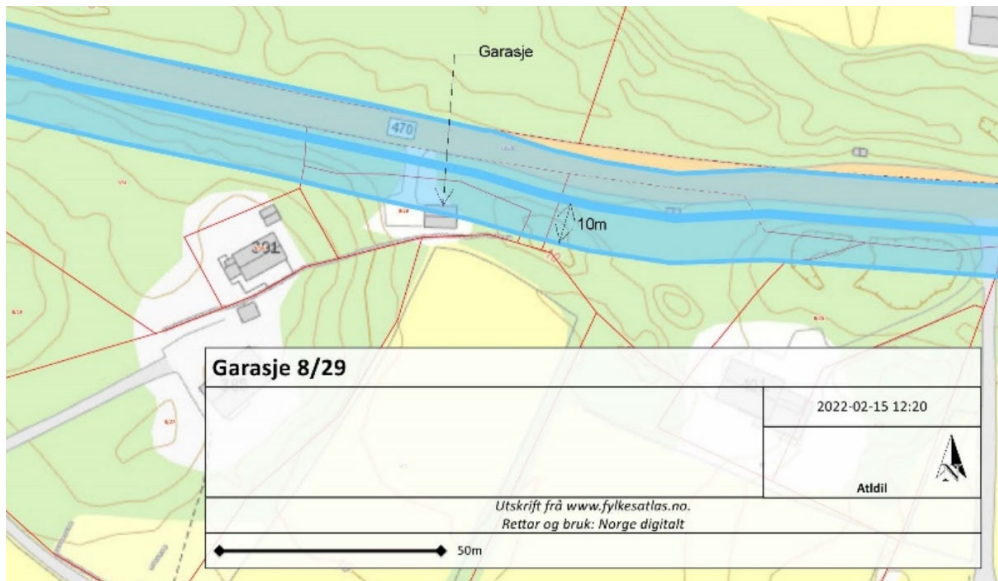 Garasje
470
10m
391
Garasje 8/29
2022-02-15 12:20
Atldil
Utskrift frå www.fylkesatlas.no.
Rettar og bruk: Norge digitalt
50m